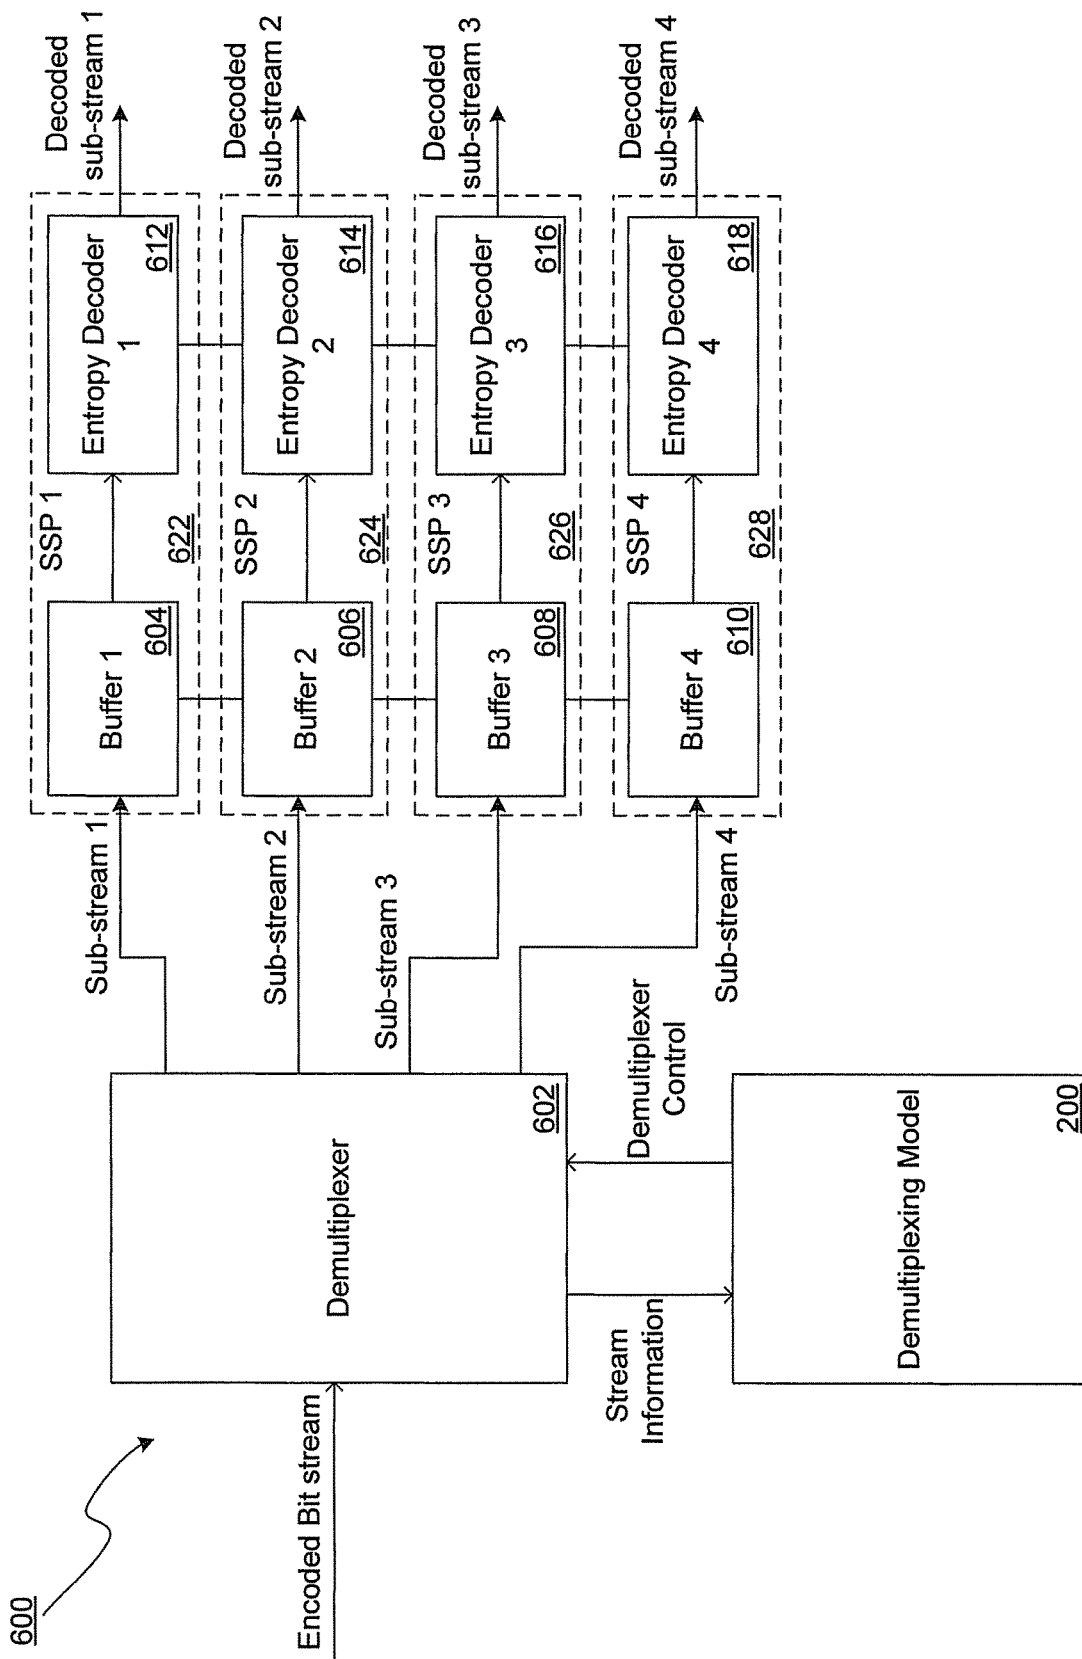 600
Encoded Bit stream
Demultiplexer
602
Stream
Information
Demultiplexer
Control
Demultiplexing Model
200
Sub-stream 1
Sub-stream 2
Sub-stream 3
Sub-stream 4
Buffer 1
604
SSP 1
622
Entropy Decoder
1
612
Decoded
sub-stream 1
Buffer 2
606
SSP 2
624
Entropy Decoder
2
614
Decoded
sub-stream 2
Buffer 3
608
SSP 3
626
Entropy Decoder
3
616
Decoded
sub-stream 3
Buffer 4
610
SSP 4
628
Entropy Decoder
4
618
Decoded
sub-stream 4